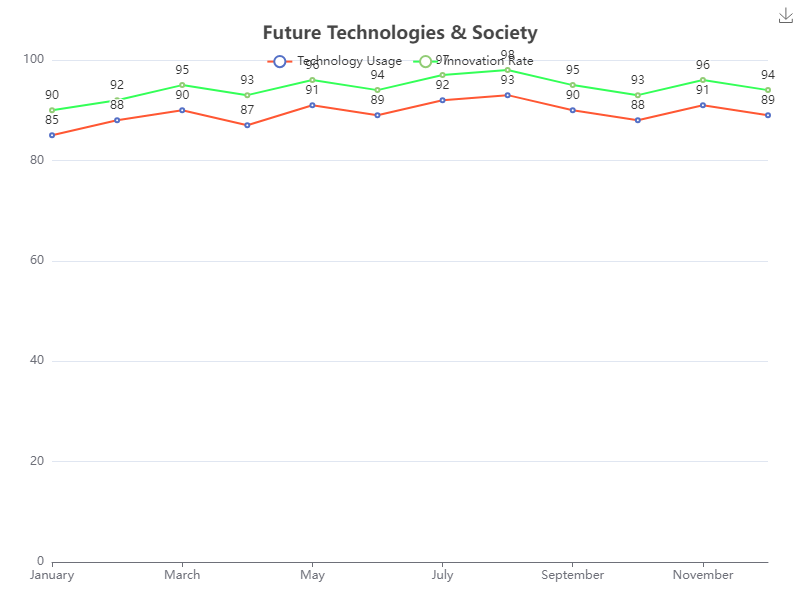 Future Technologies & Society
Technology Usage Innovation Rate
100
80
60
40
20
0
90 92 95 93 96 94 97 98 95 93 96 94
85 88 90 87 91 89 92 93 90 88 91 89
January March May July September November